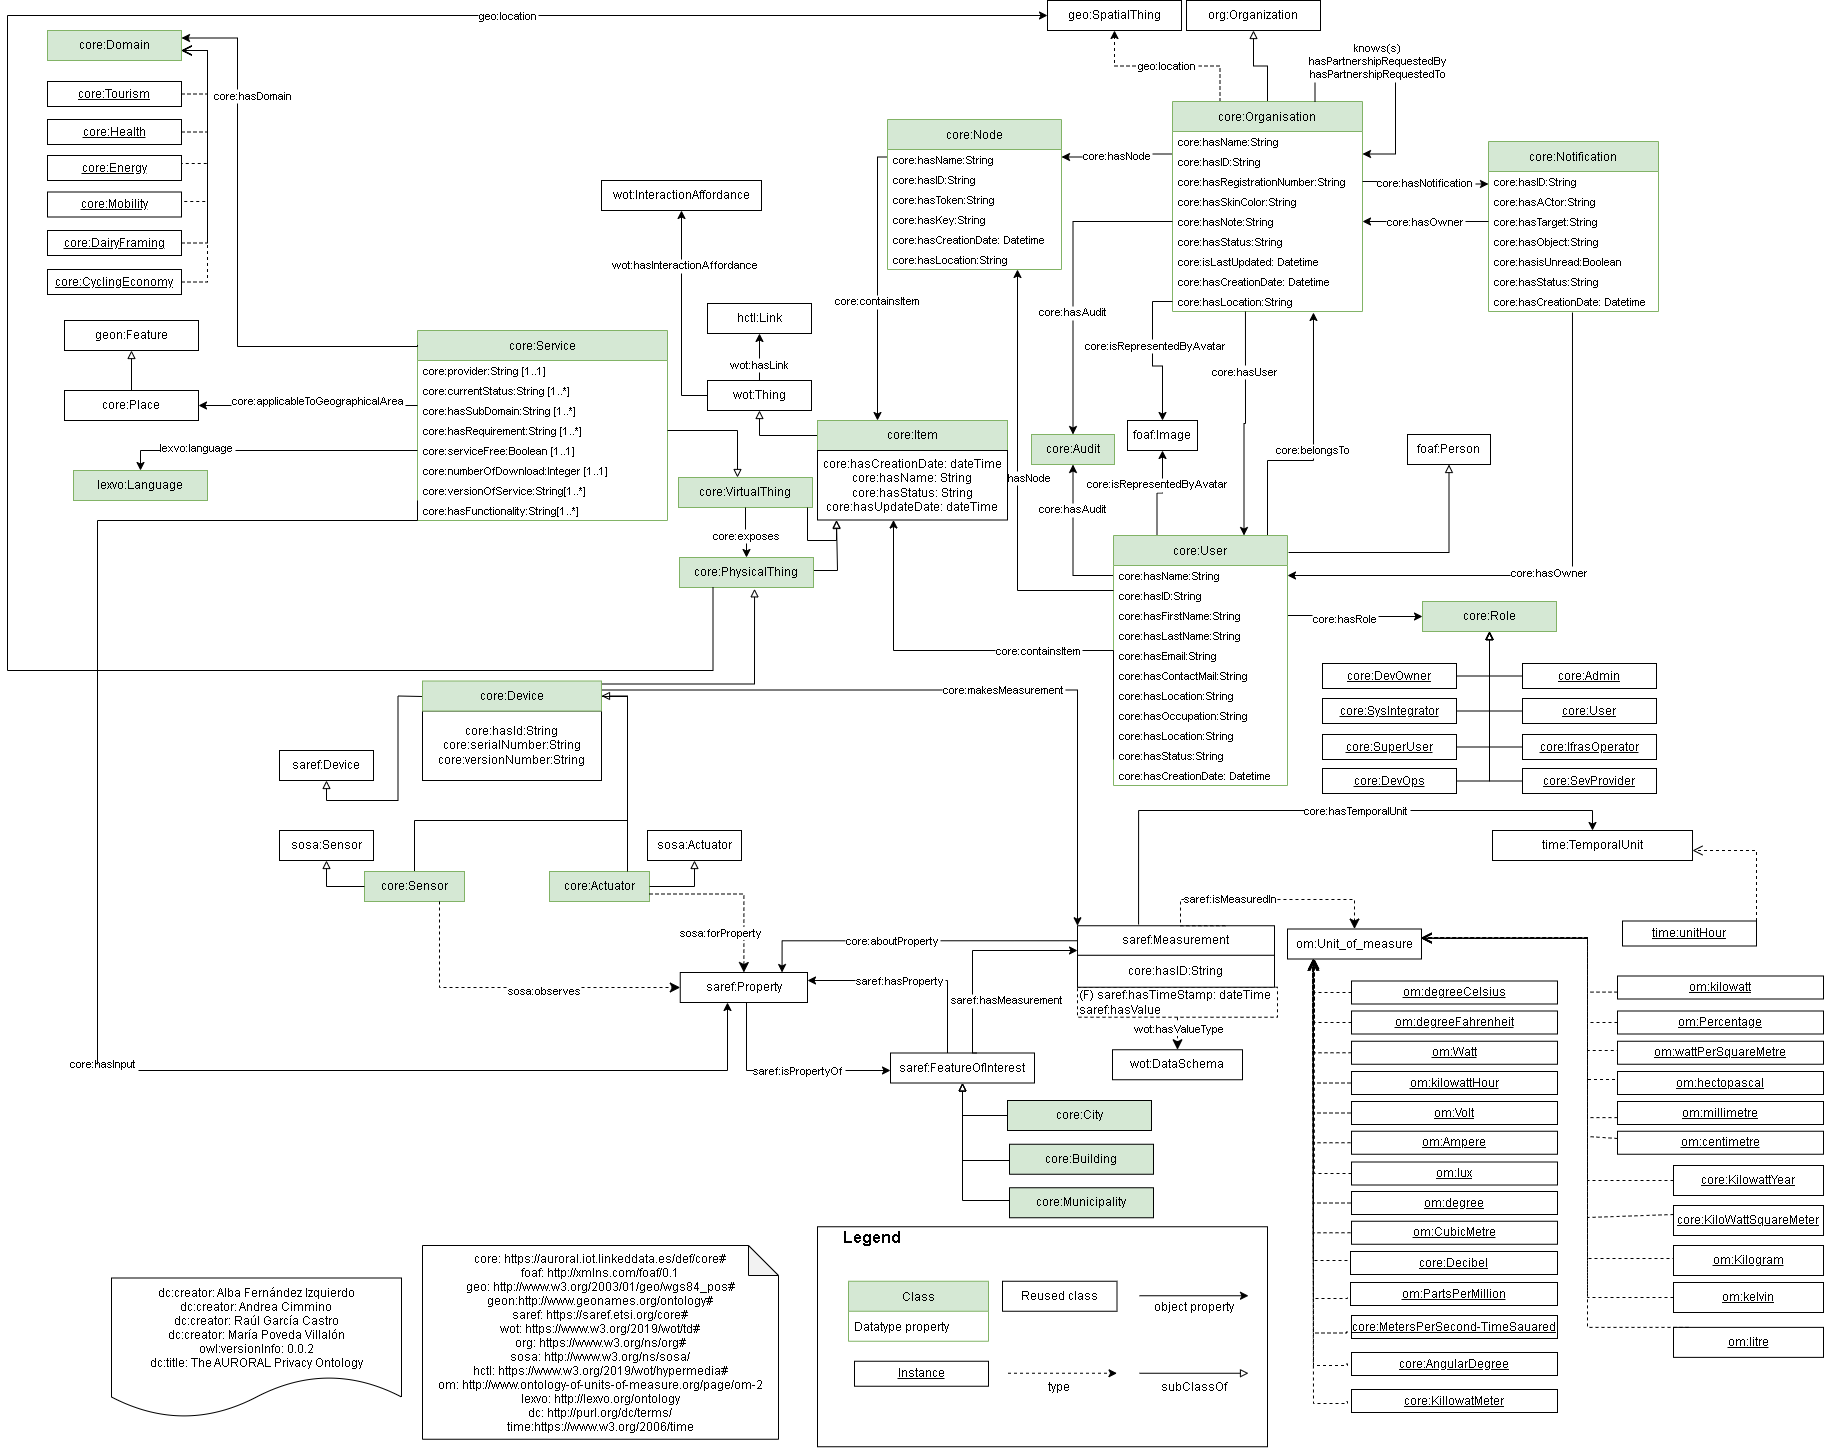 geo:location
geo:SpatialThing
org:Organization
core:Domain
core:Tourism
core:Health
core:Energy
core:Mobility
core:DairyFraming
core:CyclingEconomy
core:hasDomain
geo:location
knows(s)
hasPartnershipRequestedBy
hasPartnershipRequestedTo
core:Node
core:hasName:String
core:hasID:String
core:hasToken:String
core:hasKey:String
core:hasCreationDate: Datetime
core:hasLocation:String
core:hasNode
core:Organisation
core:hasName:String
core:hasID:String
core:hasRegistrationNumber:String
core:hasSkinColor:String
core:hasNote:String
core:hasStatus:String
core:isLastUpdated: Datetime
core:hasCreationDate: Datetime
core:hasLocation:String
core:hasNotification
core:hasOwner
core:Notification
core:hasID:String
core:hasACtor:String
core:hasTarget:String
core:hasObject:String
core:hasisUnread:Boolean
core:hasStatus:String
core:hasCreationDate: Datetime
wot:InteractionAffordance
wot:hasInteractionAffordance
hctl:Link
wot:hasLink
wot:Thing
core:containsItem
core:hasAudit
core:isRepresentedByAvatar
core:hasUser
geon:Feature
core:Place
core:applicableToGeographicalArea
lexvo:language
lexvo:Language
core:Service
core:provider:String [1..1]
core:currentStatus:String [1..*]
core:hasSubDomain:String [1..*]
core:hasRequirement:String [1..*]
core:serviceFree:Boolean [1..1]
core:numberOfDownload:Integer [1..1]
core:versionOfService:String[1..*]
core:hasFunctionality:String[1..*]
core:Item
core:hasCreationDate: dateTime
core:hasName: String
core:hasStatus: String
core:hasUpdateDate: dateTime
core:VirtualThing
core:exposes
core:PhysicalThing
hasNode
core:Audit
foaf:Image
core:isRepresentedByAvatar
core:hasAudit
core:belongsTo
foaf:Person
core:User
core:hasName:String
core:hasID:String
core:hasFirstName:String
core:hasLastName:String
core:hasEmail:String
core:hasContactMail:String
core:hasLocation:String
core:hasOccupation:String
core:hasLocation:String
core:hasStatus:String
core:hasCreationDate: Datetime
core:hasOwner
core:hasRole
core:Role
core:containsItem
core:DevOwner
core:Admin
core:SysIntegrator
core:User
core:SuperUser
core:IfrasOperator
core:DevOps
core:SevProvider
core:Device
core:hasId:String
core:serialNumber:String
core:versionNumber:String
core:makesMeasurement
saref:Device
sosa:Sensor
sosa:Actuator
core:Sensor
core:Actuator
core:hasTemporalUnit
time:TemporalUnit
time:unitHour
sosa:forProperty
sosa:observes
core:aboutProperty
saref:Property
saref:hasProperty
saref:hasMeasurement
saref:isMeasuredIn
saref:Measurement
core:hasID:String
(F) saref:hasTimeStamp: dateTime
saref:hasValue
wot:hasValueType
wot:DataSchema
om:Unit_of_measure
core:hasInput
saref:isPropertyOf
saref:FeatureOfInterest
core:City
core:Building
core:Municipality
om:degreeCelsius
om:degreeFahrenheit
om:Watt
om:kilowattHour
om:Volt
om:Ampere
om:lux
om:degree
om:CubicMetre
core:Decibel
om:PartsPerMillion
core:MetersPerSecond-TimeSauared
core:AngularDegree
core:KillowatMeter
om:kilowatt
om:Percentage
om:wattPerSquareMetre
om:hectopascal
om:millimetre
om:centimetre
core:KilowattYear
core:KiloWattSquareMeter
om:Kilogram
om:kelvin
om:litre
dc:creator: Alba Fernández Izquierdo
dc:creator: Andrea Cimmino
dc:creator: Raúl García Castro
dc:creator: María Poveda Villalón
owl:versionInfo: 0.0.2
dc:title: The AURORAL Privacy Ontology
core: https://auroral.iot.linkeddata.es/def/core#
foaf: http://xmlns.com/foaf/0.1
geo: http://www.w3.org/2003/01/geo/wgs84_pos#
geon:http://www.geonames.org/ontology#
saref: https://saref.etsi.org/core#
wot: https://www.w3.org/2019/wot/td#
org: https://www.w3.org/ns/org#
sosa: http://www.w3.org/ns/sosa/
hctl: https://www.w3.org/2019/wot/hypermedia#
om: http://www.ontology-of-units-of-measure.org/page/om-2
lexvo: http://lexvo.org/ontology
dc: http://purl.org/dc/terms/
time:https://www.w3.org/2006/time
Legend
Class
Datatype property
Reused class
object property
Instance
type
subClassOf